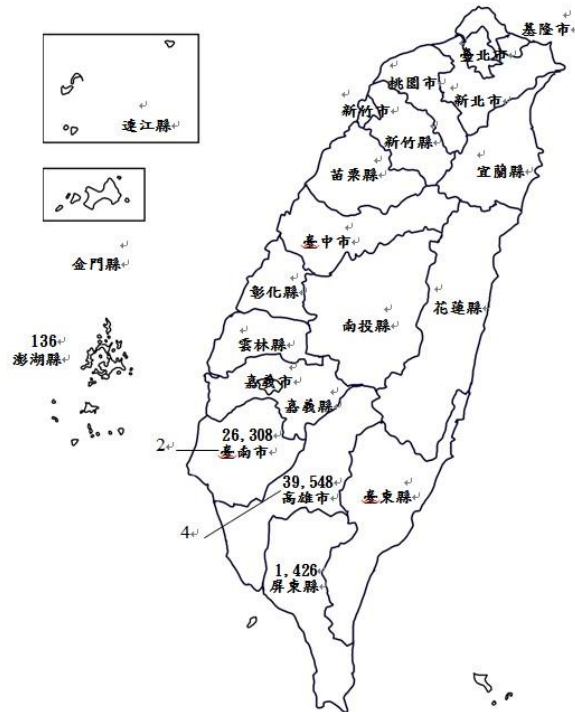 基隆市
臺北市
桃園市
新北市
新竹市
新竹縣
連江縣
苗栗縣
宜蘭縣
臺中市
金門縣
彰化縣
南投縣
花蓮縣
136
澎湖縣
雲林縣
嘉義市
嘉義縣
2
26,308
臺南市
39,548
高雄市
臺東縣
4
1,426
屏東縣